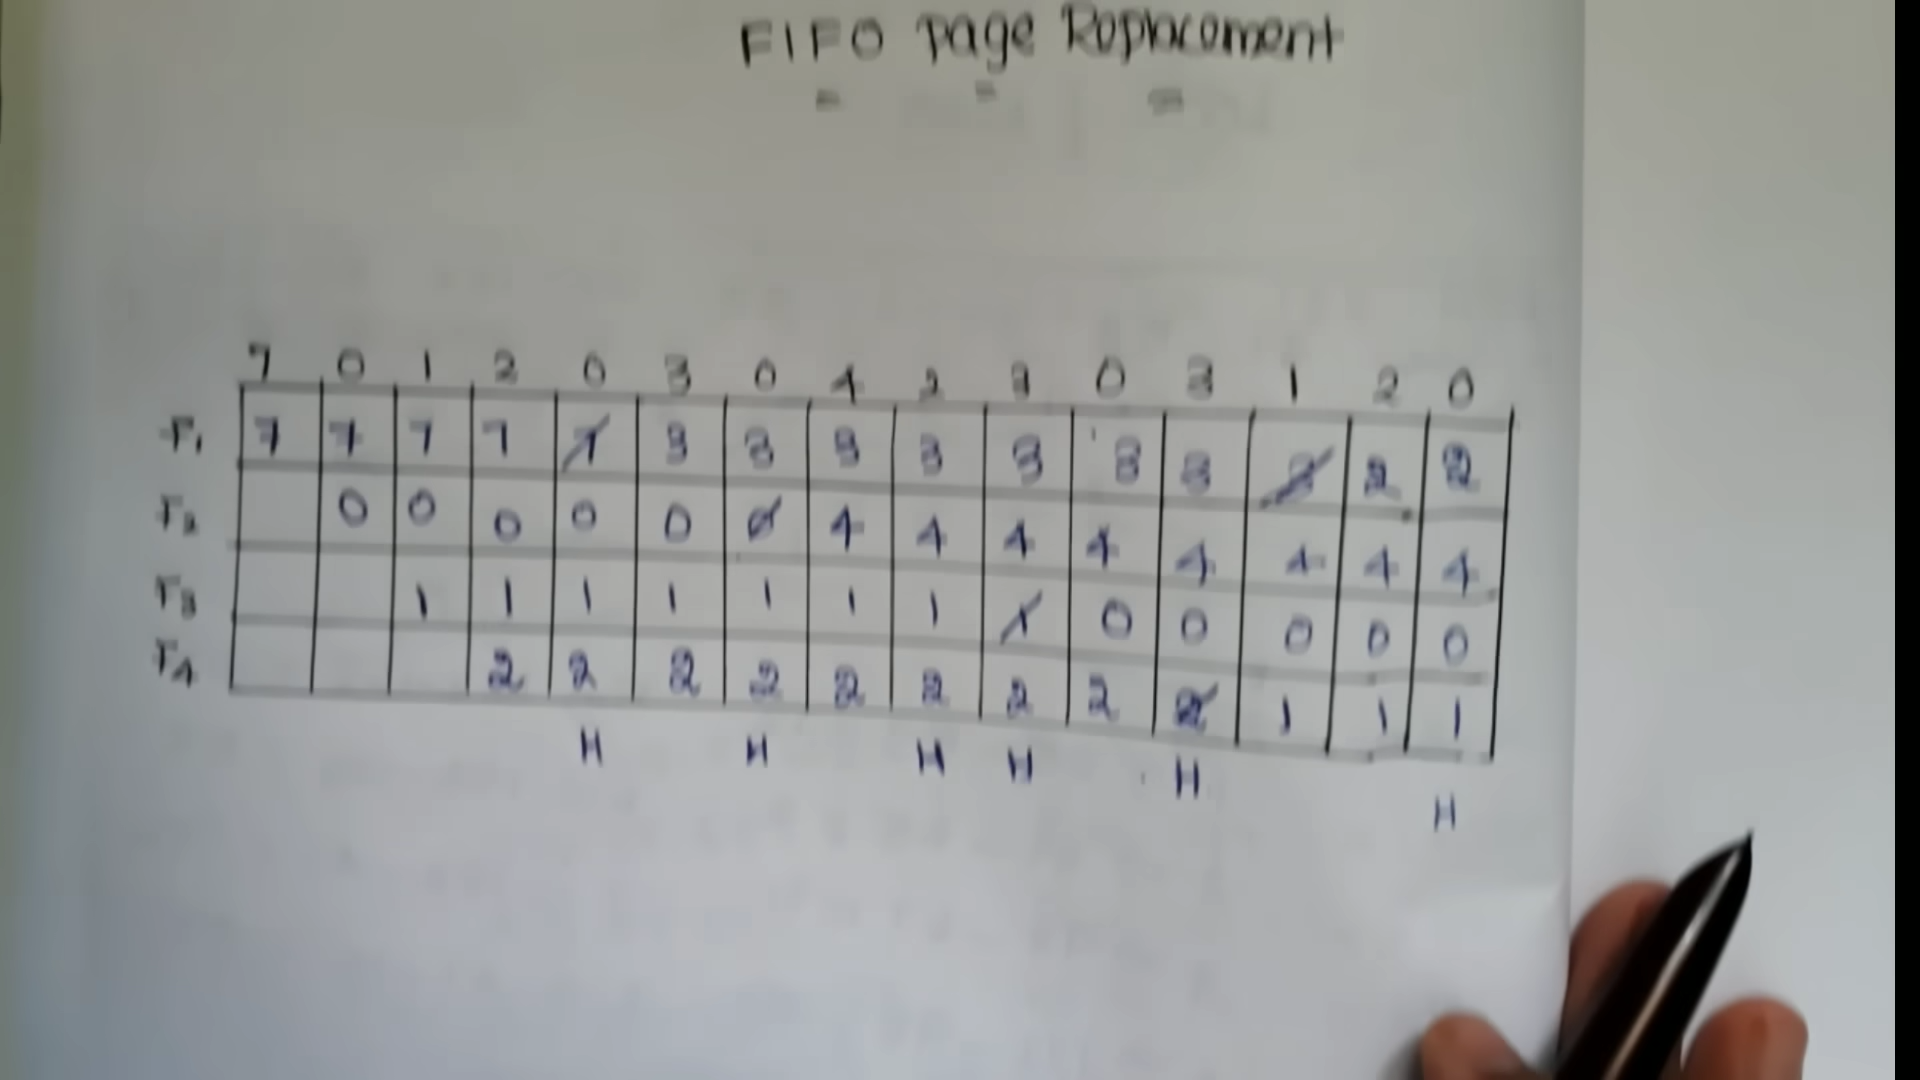 FIFO Page Replacement
7 0 1 2 0 3 0 4 2 3 0 3 1 2 0
F1 7 7 7 7 7 3 3 3 3 3 3 3 3 2 2
F2 0 0 0 0 0 0 4 4 4 4 4 4 4 4
F3 1 1 1 1 1 1 1 1 0 0 0 0 0
F4 2 2 2 2 2 2 2 2 2 1 1 1
H H H H H H